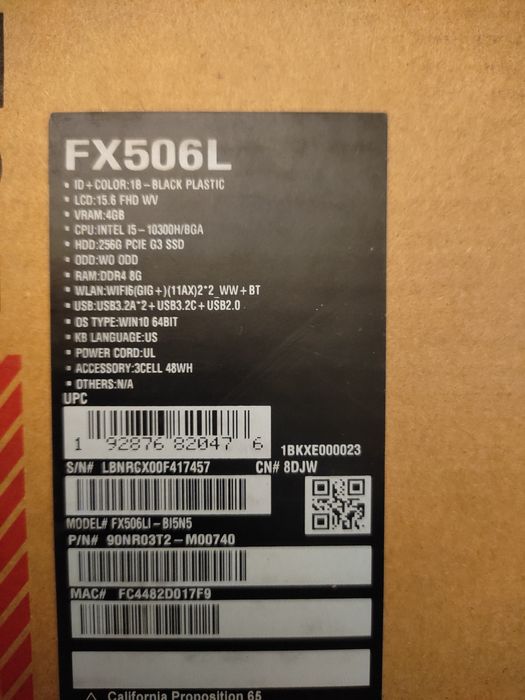 FX506L
• ID+COLOR:18-BLACK PLASTIC
• LCD:15.6 FHD WV
• VRAM:4GB
• CPU:INTEL I5-10300H/BGA
• HDD:256G PCIE G3 SSD
• ODD:WO ODD
• RAM:DDR4 8G
• WLAN:WIFI6(GIG+)(11AX)2*2_WW+BT
• USB:USB3.2A*2+USB3.2C+USB2.0
• OS TYPE:WIN10 64BIT
• KB LANGUAGE:US
• POWER CORD:UL
• ACCESSORY:3CELL 48WH
• OTHERS:N/A
UPC
1 92876 82047 6 1BKXE000023
S/N# LBNRCX00F417457 CN# 8DJW
MODEL# FX506LI-BI5N5
P/N# 90NR03T2-M00740
MAC# FC4482D017F9
⚠ California Proposition 65